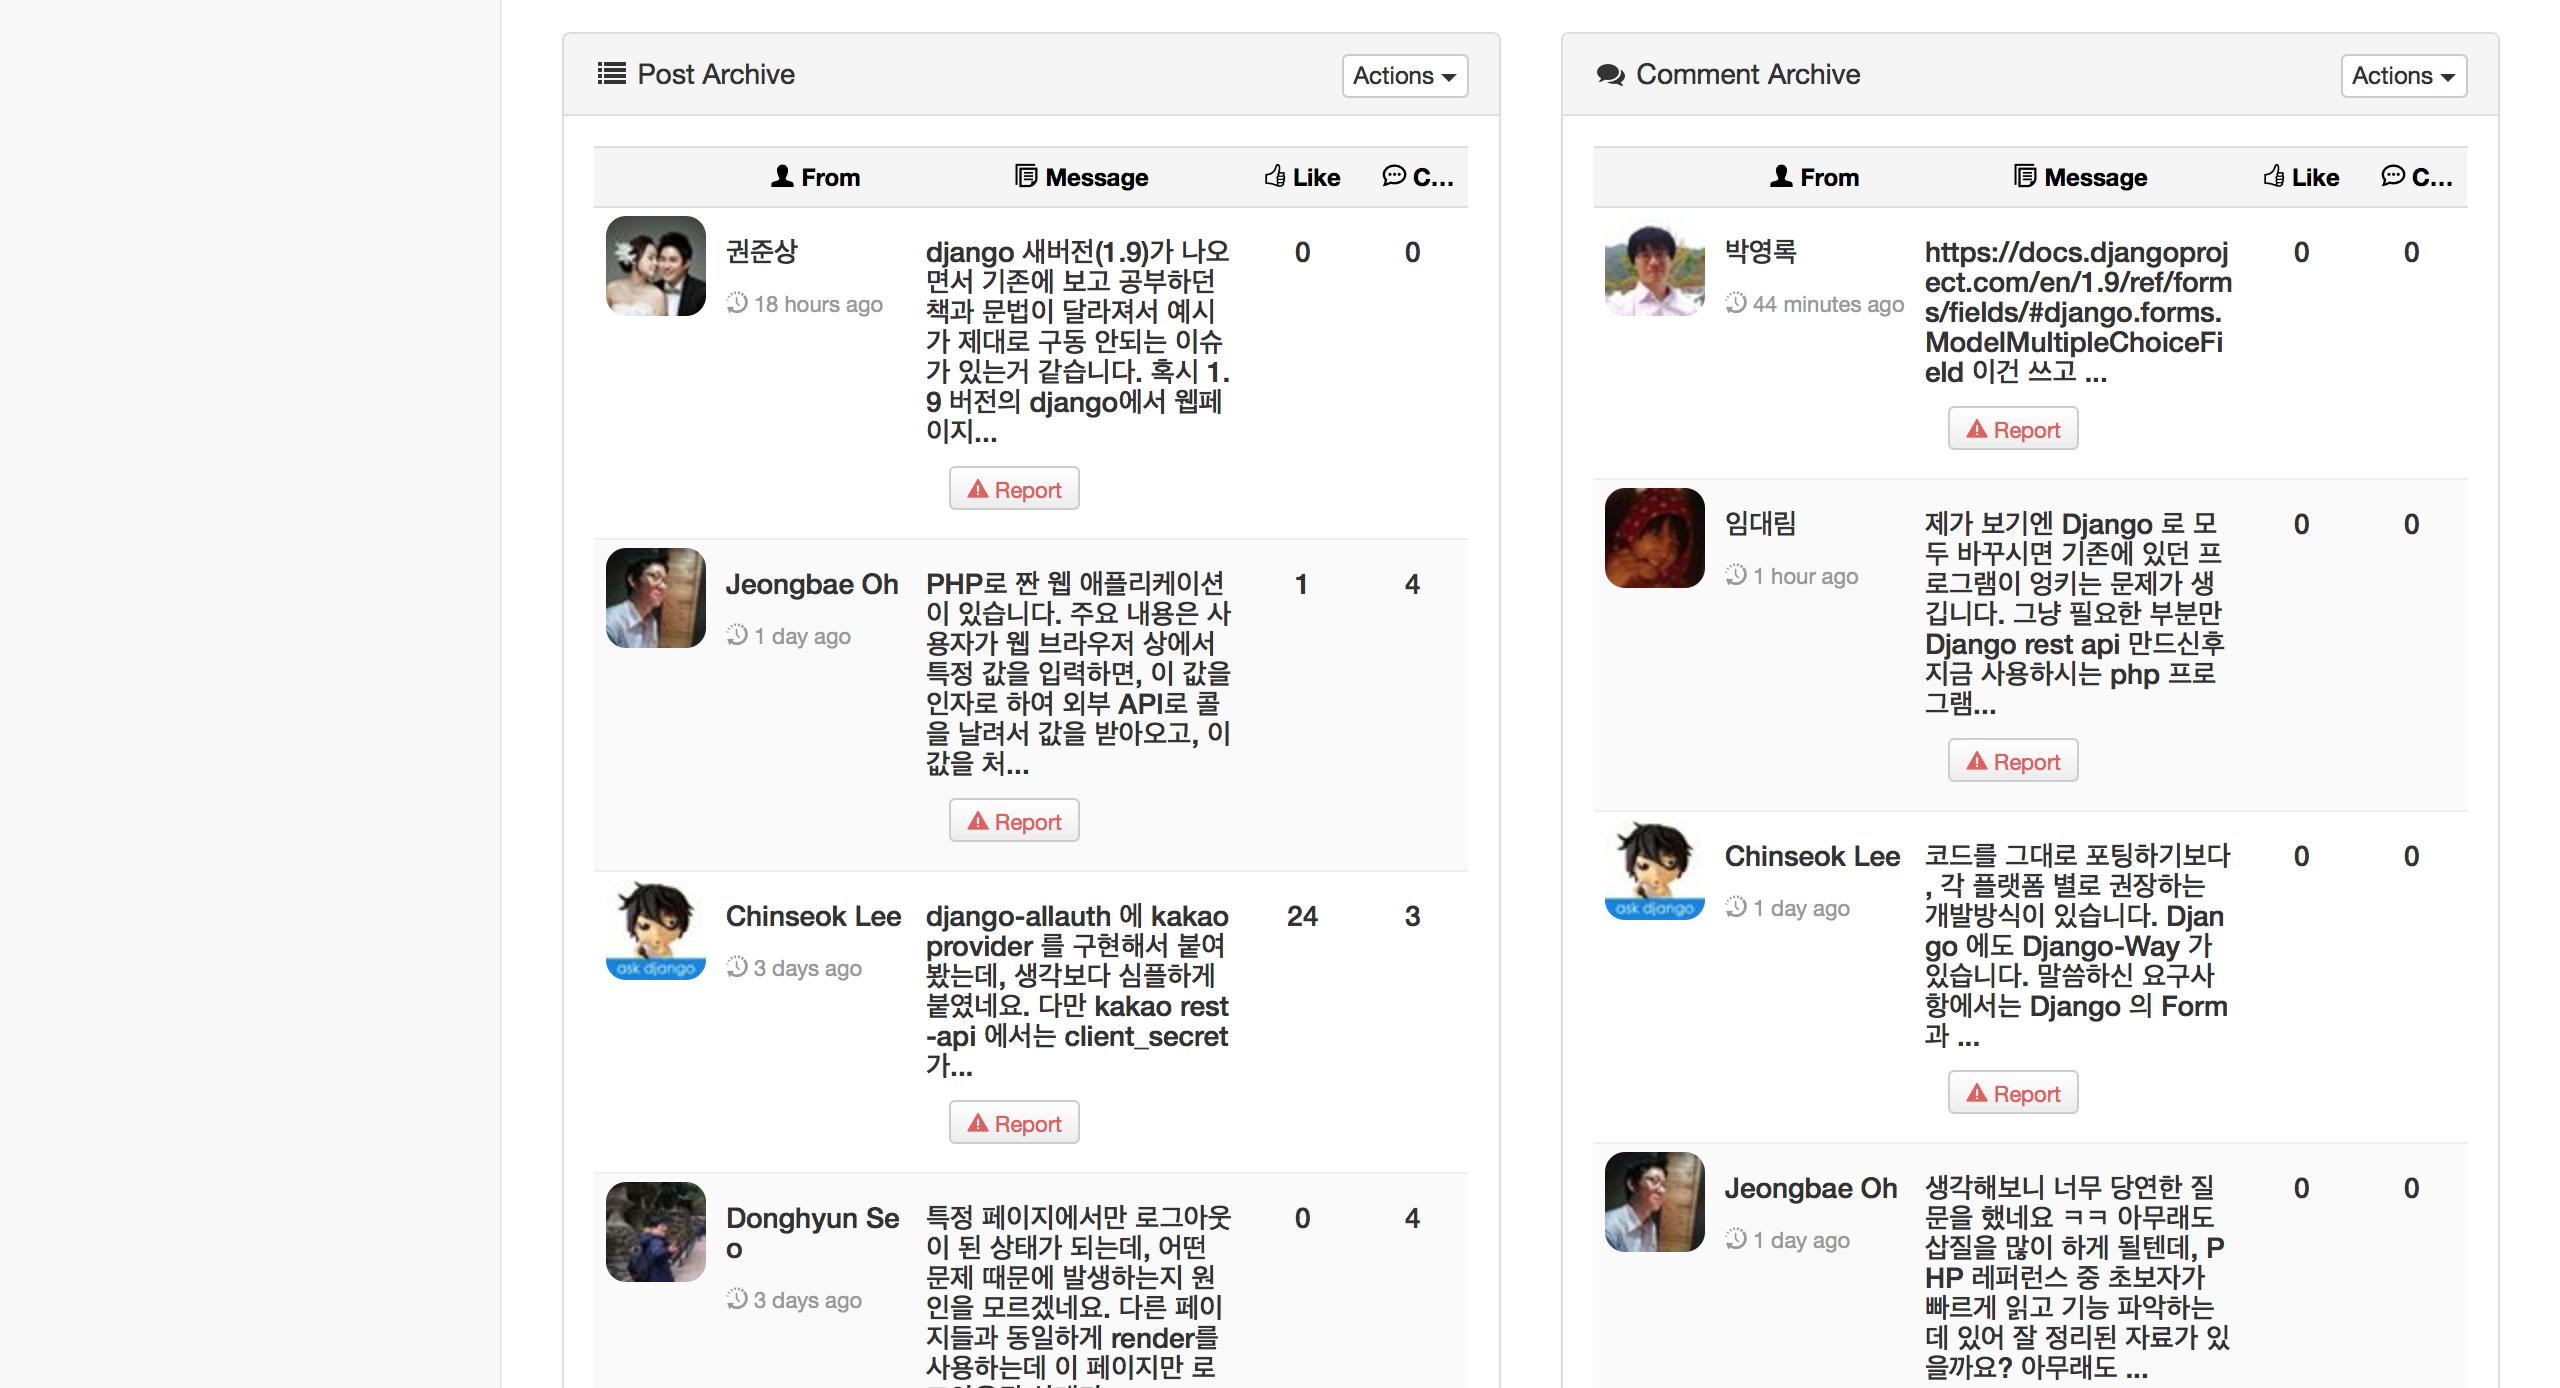 Post Archive
Actions
From
Message
Like
C...
권준상
18 hours ago
django 새버전(1.9)가 나오
면서 기존에 보고 공부하던
책과 문법이 달라져서 예시
가 제대로 구동 안되는 이슈
가 있는거 같습니다. 혹시 1.
9 버전의 django에서 웹페
이지...
0
0
Report
Jeongbae Oh
1 day ago
PHP로 짠 웹 애플리케이션
이 있습니다. 주요 내용은 사
용자가 웹 브라우저 상에서
특정 값을 입력하면, 이 값을
인자로 하여 외부 API로 콜
을 날려서 값을 받아오고, 이
값을 처...
1
4
Report
ask django
Chinseok Lee
3 days ago
django-allauth 에 kakao
provider 를 구현해서 붙여
봤는데, 생각보다 심플하게
붙였네요. 다만 kakao rest
-api 에서는 client_secret
가...
24
3
Report
Donghyun Se
o
3 days ago
특정 페이지에서만 로그아웃
이 된 상태가 되는데, 어떤
문제 때문에 발생하는지 원
인을 모르겠네요. 다른 페이
지들과 동일하게 render를
사용하는데 이 페이지만 로
0
4
Comment Archive
Actions
From
Message
Like
C...
박영록
44 minutes ago
https://docs.djangoproj
ect.com/en/1.9/ref/form
s/fields/#django.forms.
ModelMultipleChoiceFi
eld 이건 쓰고 ...
0
0
Report
임대림
1 hour ago
제가 보기엔 Django 로 모
두 바꾸시면 기존에 있던 프
로그램이 엉키는 문제가 생
깁니다. 그냥 필요한 부분만
Django rest api 만드신후
지금 사용하시는 php 프로
그램...
0
0
Report
ask django
Chinseok Lee
1 day ago
코드를 그대로 포팅하기보다
, 각 플랫폼 별로 권장하는
개발방식이 있습니다. Djan
go 에도 Django-Way 가
있습니다. 말씀하신 요구사
항에서는 Django 의 Form
과 ...
0
0
Report
Jeongbae Oh
1 day ago
생각해보니 너무 당연한 질
문을 했네요 ㅋㅋ 아무래도
삽질을 많이 하게 될텐데, P
HP 레퍼런스 중 초보자가
빠르게 읽고 기능 파악하는
데 있어 잘 정리된 자료가 있
을까요? 아무래도 ...
0
0